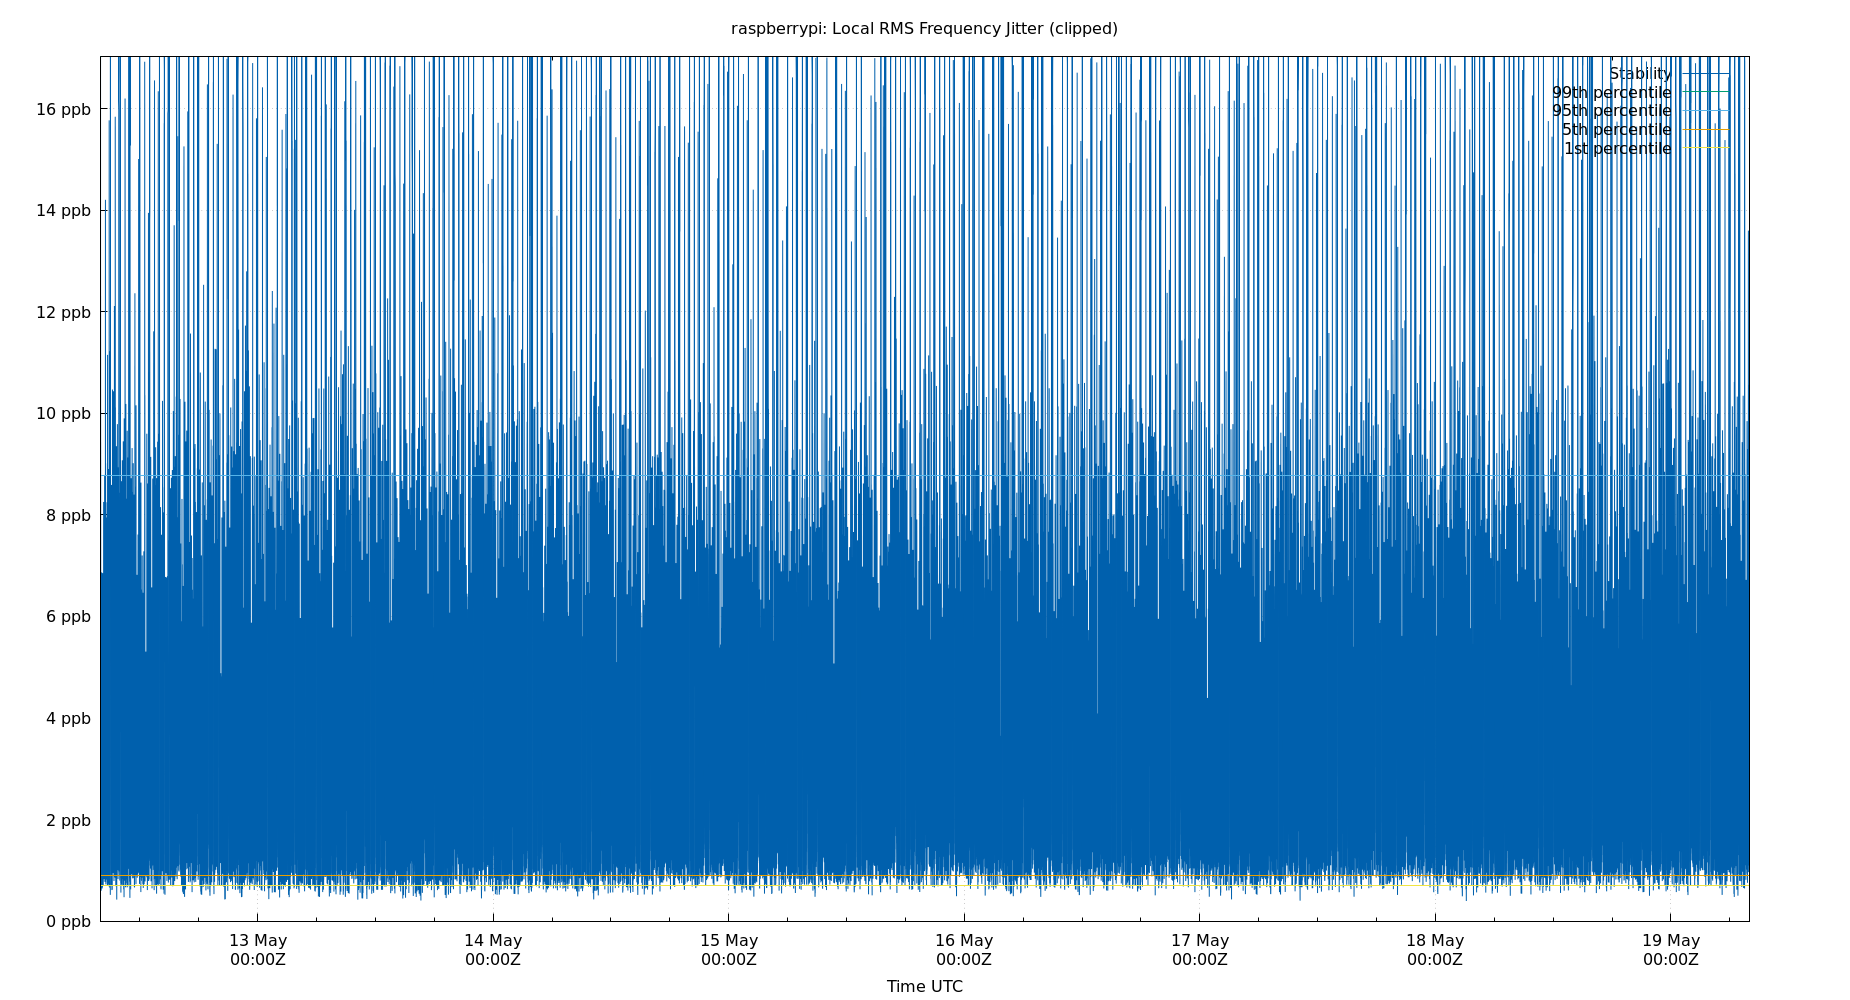 raspberrypi: Local RMS Frequency Jitter (clipped)
Stability
99th percentile
95th percentile
5th percentile
1st percentile
16 ppb
14 ppb
12 ppb
10 ppb
8 ppb
6 ppb
4 ppb
2 ppb
0 ppb
13 May 14 May 15 May 16 May 17 May 18 May 19 May
00:00Z 00:00Z 00:00Z 00:00Z 00:00Z 00:00Z 00:00Z
Time UTC